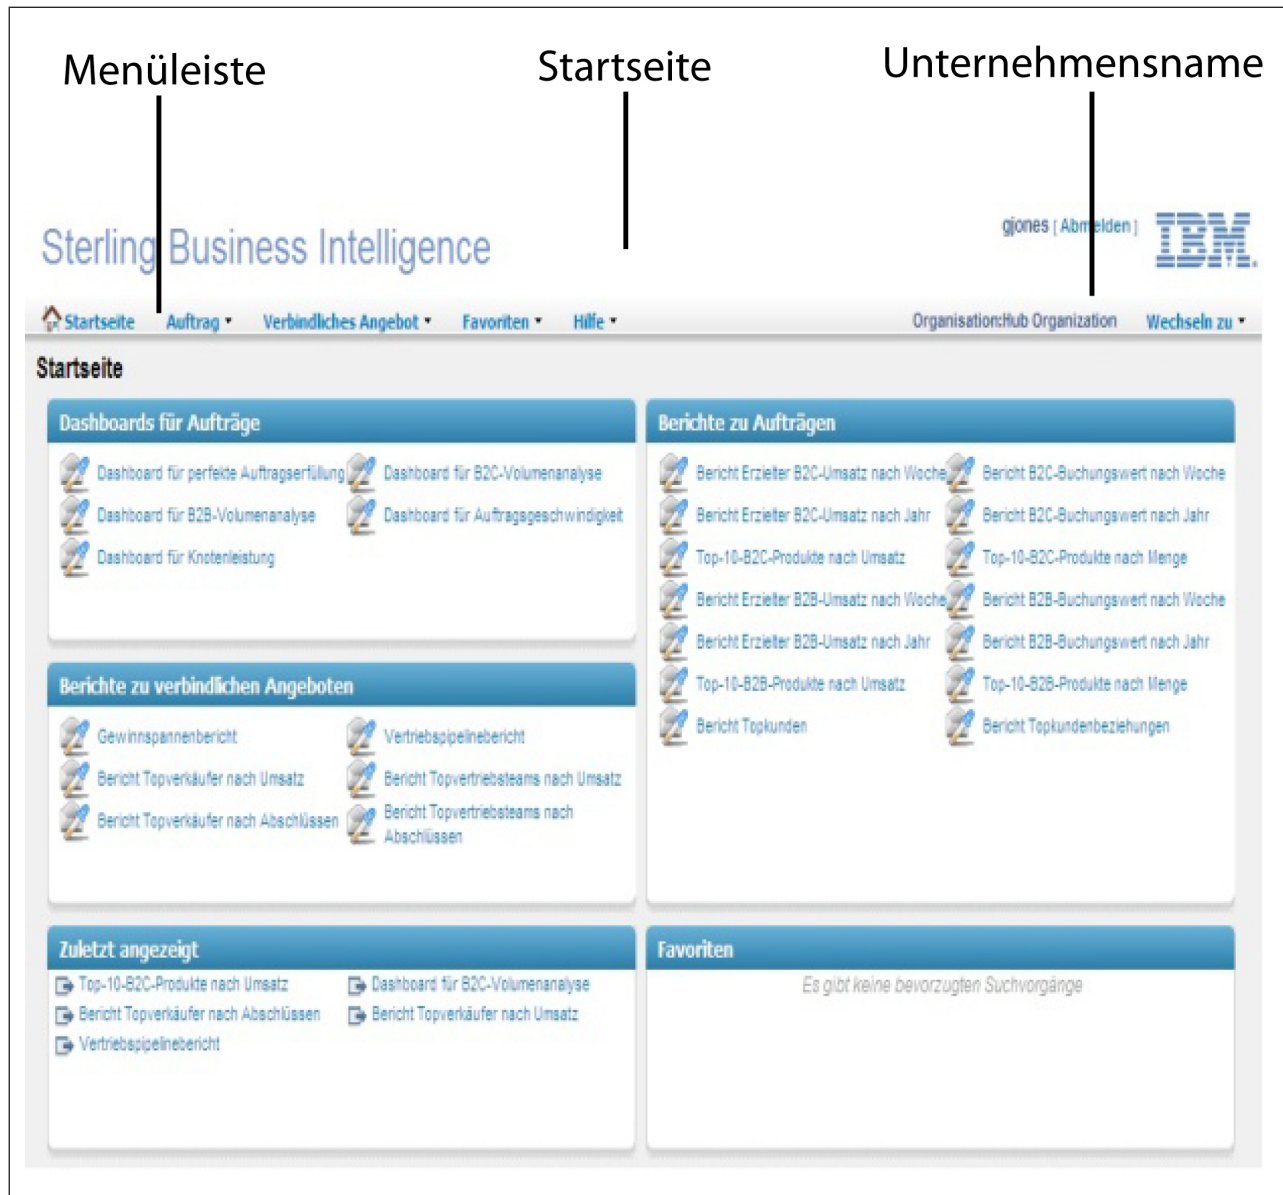 Menüleiste
Startseite
Unternehmensname
Sterling Business Intelligence
gjones [ Abmelden ]
IBM.
Startseite Auftrag Verbindliches Angebot Favoriten Hilfe Organisation:Hub Organization Wechseln zu
Startseite
Dashboards für Aufträge
Dashboard für perfekte Auftragserfüllung Dashboard für B2C-Volumenanalyse
Dashboard für B2B-Volumenanalyse Dashboard für Auftragsgeschwindigkeit
Dashboard für Knotenleistung
Berichte zu Aufträgen
Bericht Erzielter B2C-Umsatz nach Woche Bericht B2C-Buchungswert nach Woche
Bericht Erzielter B2C-Umsatz nach Jahr Bericht B2C-Buchungswert nach Jahr
Top-10-B2C-Produkte nach Umsatz Top-10-B2C-Produkte nach Menge
Bericht Erzielter B2B-Umsatz nach Woche Bericht B2B-Buchungswert nach Woche
Bericht Erzielter B2B-Umsatz nach Jahr Bericht B2B-Buchungswert nach Jahr
Top-10-B2B-Produkte nach Umsatz Top-10-B2B-Produkte nach Menge
Bericht Topkunden Bericht Topkundenbeziehungen
Berichte zu verbindlichen Angeboten
Gewinnspannenbericht Vertriebspipelinebericht
Bericht Topverkäufer nach Umsatz Bericht Topvertriebsteams nach Umsatz
Bericht Topverkäufer nach Abschlüssen Bericht Topvertriebsteams nach
Abschlüssen
Zuletzt angezeigt
Top-10-B2C-Produkte nach Umsatz Dashboard für B2C-Volumenanalyse
Bericht Topverkäufer nach Abschlüssen Bericht Topverkäufer nach Umsatz
Vertriebspipelinebericht
Favoriten
Es gibt keine bevorzugten Suchvorgänge